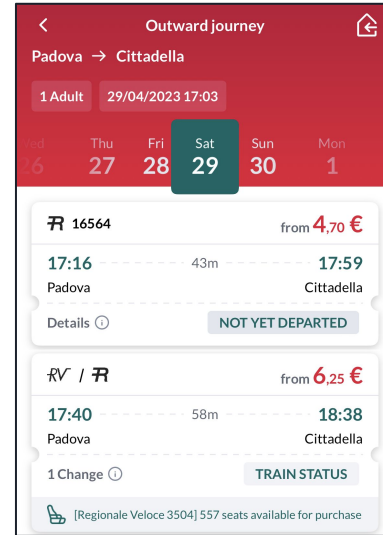 Outward journey
Padova → Cittadella
1 Adult 29/04/2023 17:03
Wed Thu Fri Sat Sun Mon
26 27 28 29 30 1
R 16564 from 4,70 €
17:16 43m 17:59
Padova Cittadella
Details NOT YET DEPARTED
RV / R from 6,25 €
17:40 58m 18:38
Padova Cittadella
1 Change TRAIN STATUS
[Regionale Veloce 3504] 557 seats available for purchase